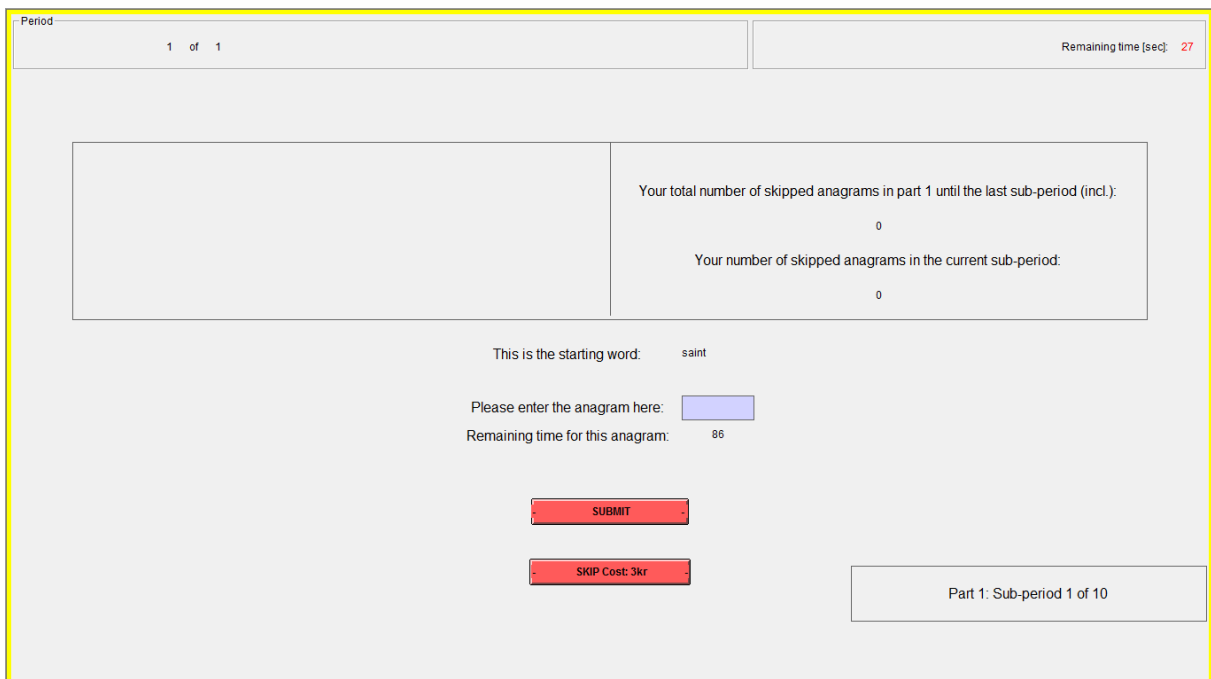 Period
1 of 1
Remaining time [sec]: 27
Your total number of skipped anagrams in part 1 until the last sub-period (incl.):
0
Your number of skipped anagrams in the current sub-period:
0
This is the starting word: saint
Please enter the anagram here:
Remaining time for this anagram: 86
SUBMIT
SKIP Cost: 3kr
Part 1: Sub-period 1 of 10